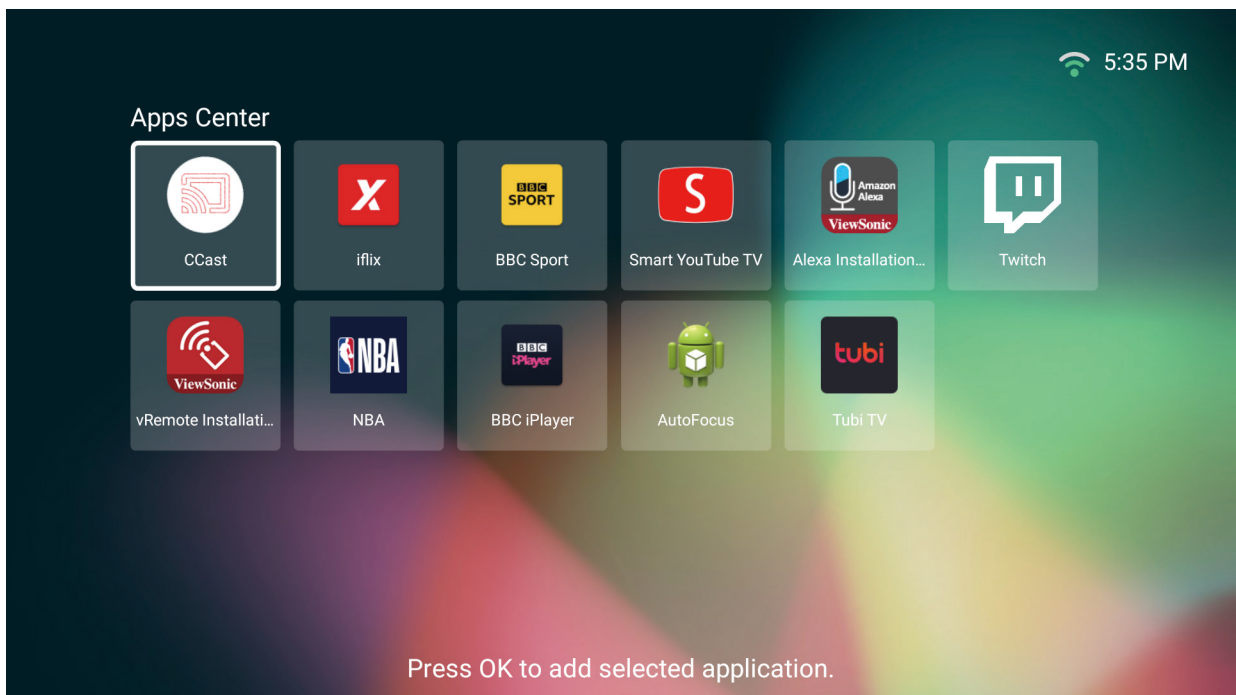 5:35 PM
Apps Center
BBC
SPORT
S
Amazon
Alexa
ViewSonic
CCast
iflix
BBC Sport
Smart YouTube TV
Alexa Installation...
Twitch
ViewSonic
NBA
BBC
iPlayer
tubi
vRemote Installati...
NBA
BBC iPlayer
AutoFocus
Tubi TV
Press OK to add selected application.